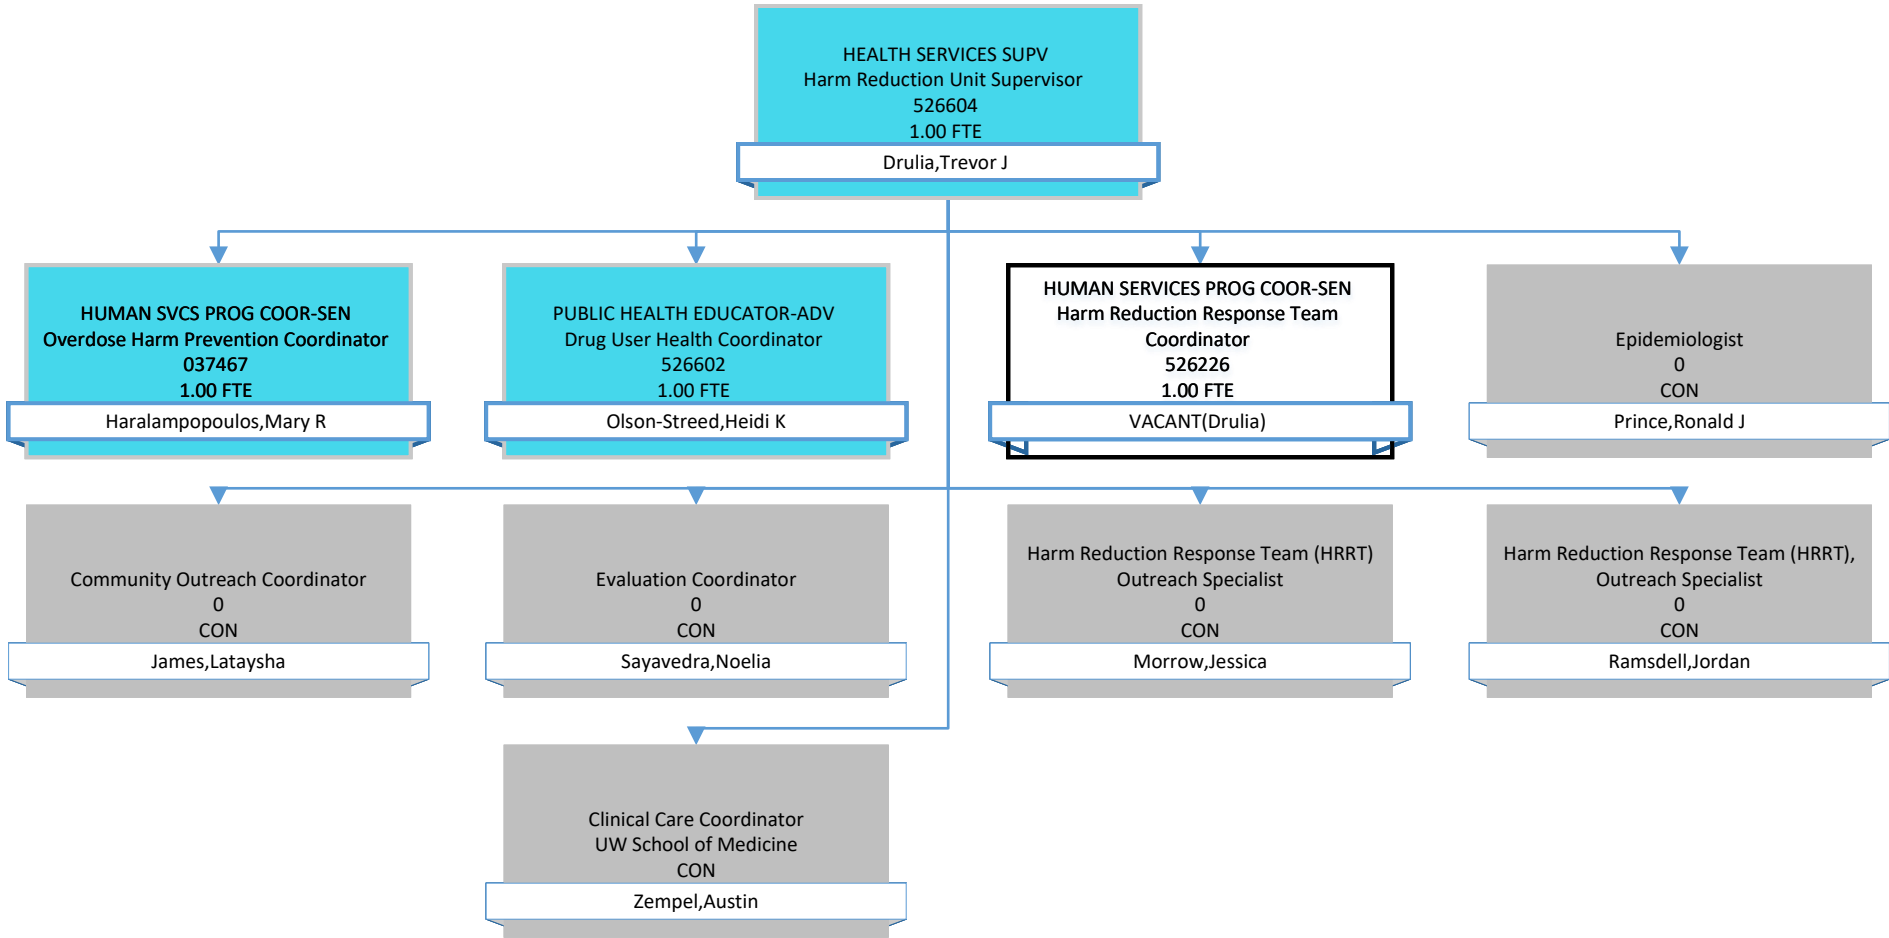 HEALTH SERVICES SUPV
Harm Reduction Unit Supervisor
526604
1.00 FTE
Drulia,Trevor J
HUMAN SVCS PROG COOR-SEN
Overdose Harm Prevention Coordinator
037467
1.00 FTE
Haralampopoulos,Mary R
PUBLIC HEALTH EDUCATOR-ADV
Drug User Health Coordinator
526602
1.00 FTE
Olson-Streed,Heidi K
HUMAN SERVICES PROG COOR-SEN
Harm Reduction Response Team
Coordinator
526226
1.00 FTE
VACANT(Drulia)
Epidemiologist
0
CON
Prince,Ronald J
Community Outreach Coordinator
0
CON
James,Lataysha
Evaluation Coordinator
0
CON
Sayavedra,Noelia
Harm Reduction Response Team (HRRT)
Outreach Specialist
0
CON
Morrow,Jessica
Harm Reduction Response Team (HRRT),
Outreach Specialist
0
CON
Ramsdell,Jordan
Clinical Care Coordinator
UW School of Medicine
CON
Zempel,Austin